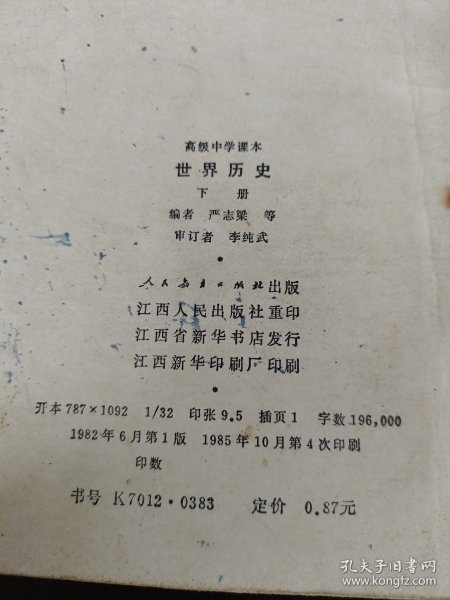 高级中学课本
世界历史
下册
编者 严志梁 等
审订者 李纯武
人民教育出版社出版
江西人民出版社重印
江西省新华书店发行
江西新华印刷厂印刷
开本 787×1092 1/32 印张 9.5 插页 1 字数 196,000
1982年6月第1版 1985年10月第4次印刷
印数
书号 K7012·0383 定价 0.87元
孔夫子旧书网
www.kongfz.com